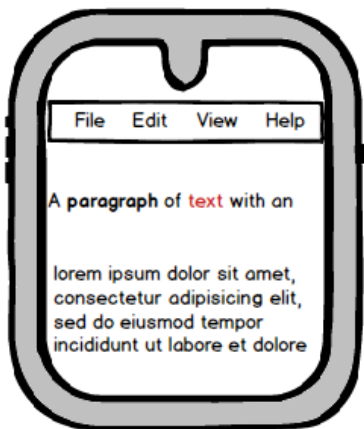 File Edit View Help
A paragraph of text with an
lorem ipsum dolor sit amet,
consectetur adipisicing elit,
sed do eiusmod tempor
incididunt ut labore et dolore